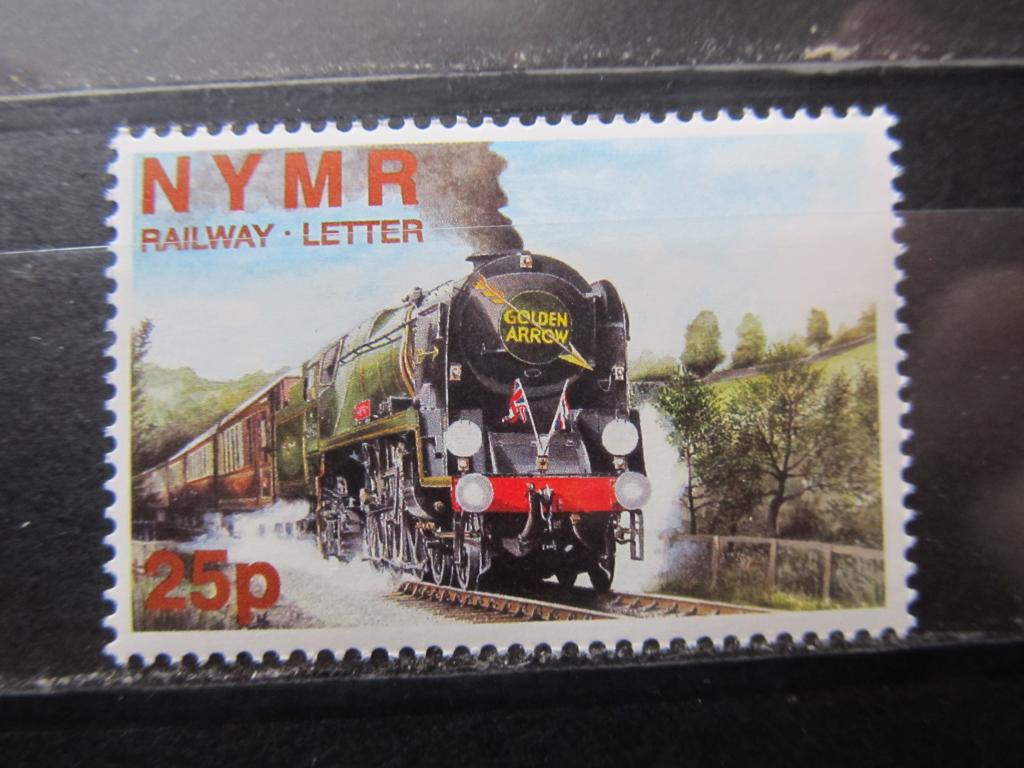 NYMR
RAILWAY · LETTER
GOLDEN
ARROW
25p